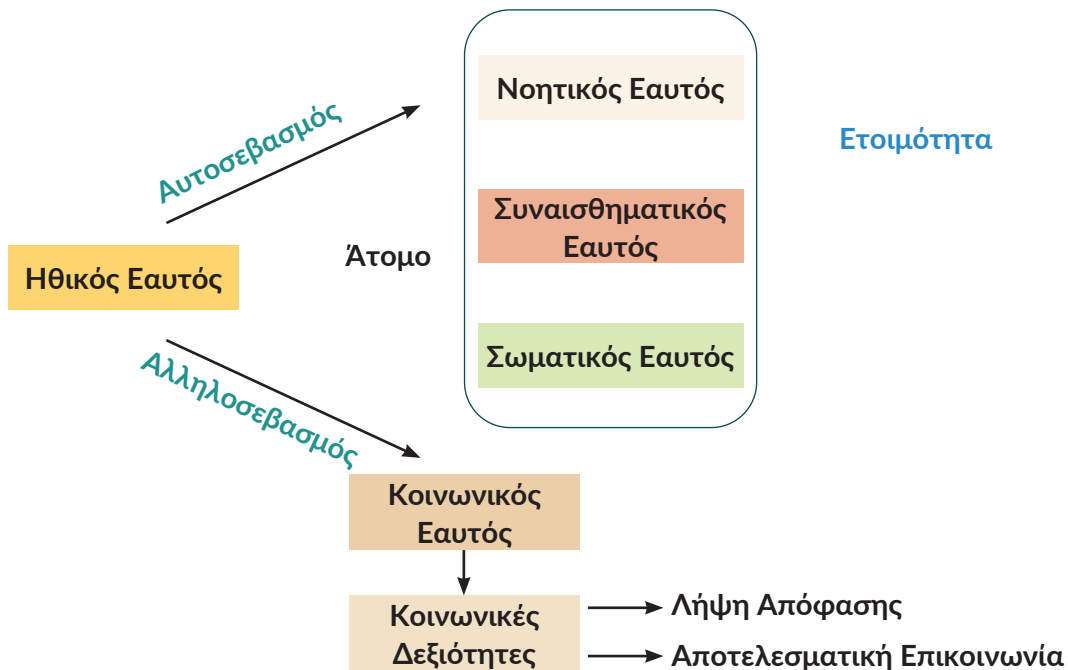 Νοητικός Εαυτός
Αυτοσεβασμός
Ετοιμότητα
Συναισθηματικός
Εαυτός
Άτομο
Ηθικός Εαυτός
Σωματικός Εαυτός
Αλληλοσεβασμός
Κοινωνικός
Εαυτός
Κοινωνικές
Δεξιότητες
Λήψη Απόφασης
Αποτελεσματική Επικοινωνία